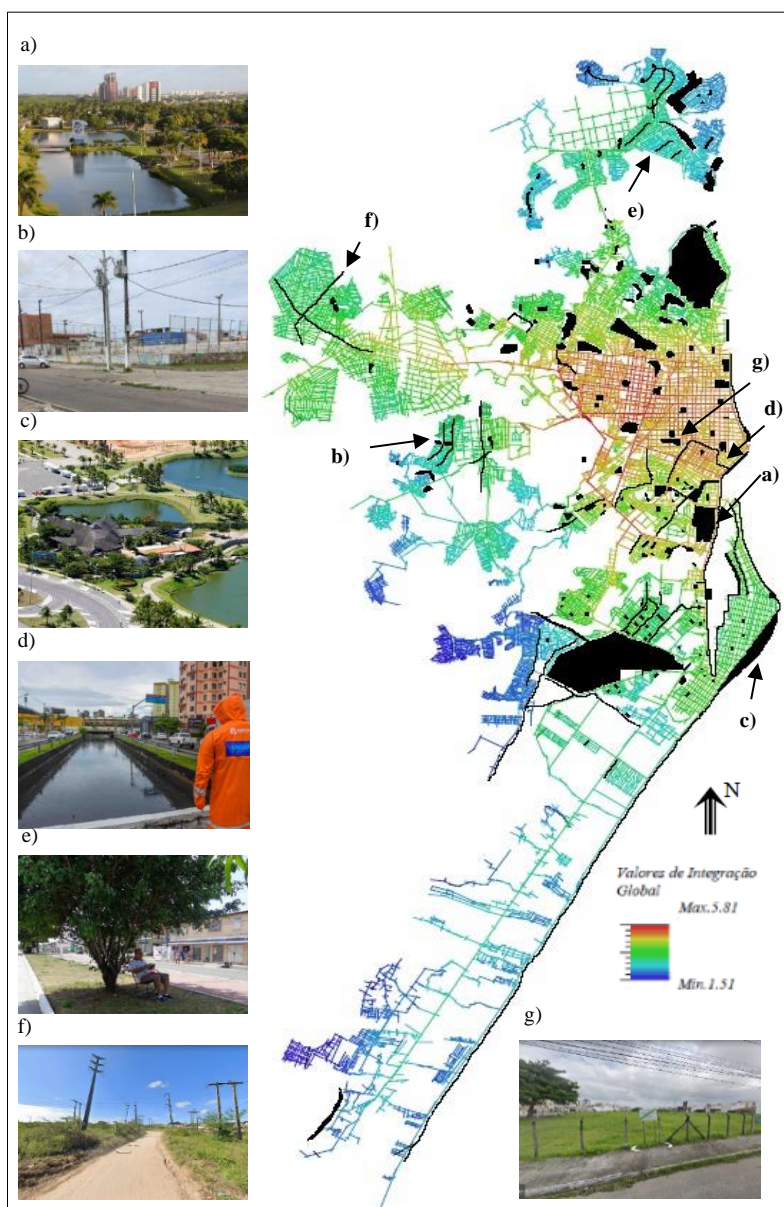 a)
b)
c)
d)
e)
f)
f)
e)
g)
d)
b)
a)
c)
N
Valores de Integração
Global
Max.5.81
Min.1.51
g)